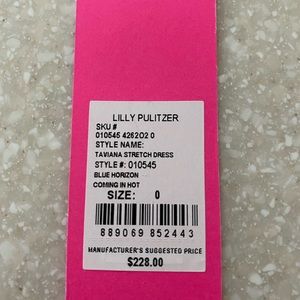 LILLY PULITZER
SKU #
010545 4262O2 0
STYLE NAME:
TAVIANA STRETCH DRESS
STYLE #: 010545
BLUE HORIZON
COMING IN HOT
SIZE: 0
889069 852443
MANUFACTURER'S SUGGESTED PRICE
$228.00